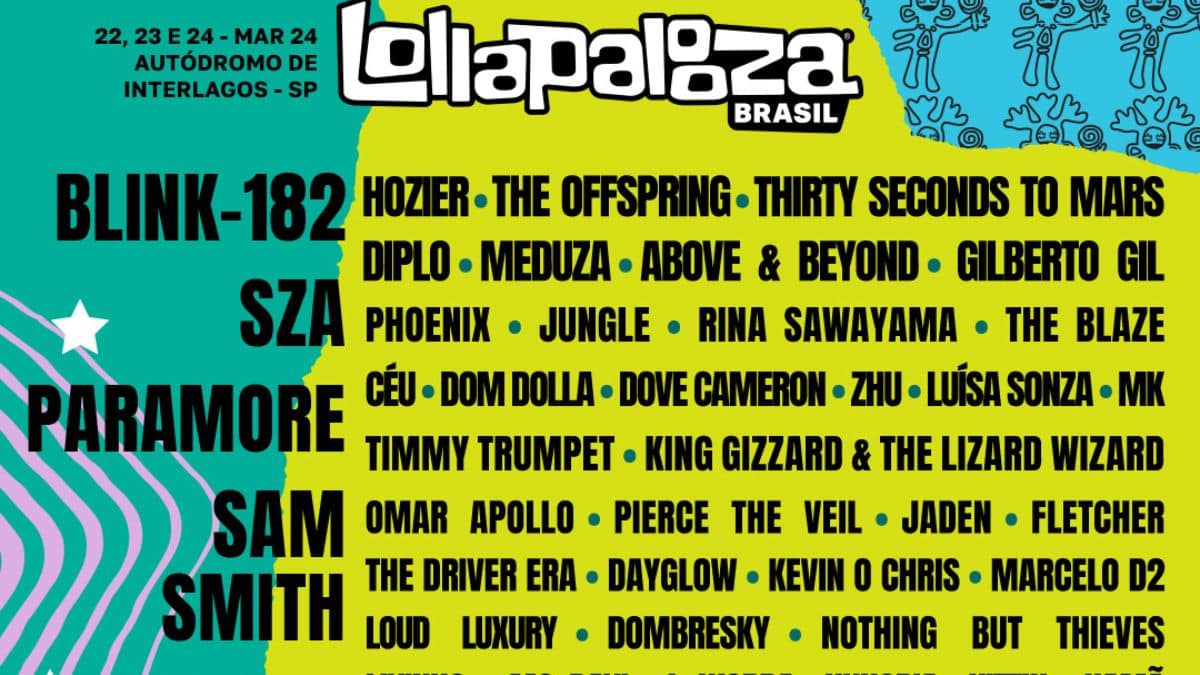 22, 23 E 24 - MAR 24
AUTÓDROMO DE
INTERLAGOS - SP
Lollapalooza
BRASIL
BLINK-182
SZA
PARAMORE
SAM
SMITH
HOZIER • THE OFFSPRING • THIRTY SECONDS TO MARS
DIPLO • MEDUZA • ABOVE & BEYOND • GILBERTO GIL
PHOENIX • JUNGLE • RINA SAWAYAMA • THE BLAZE
CÉU • DOM DOLLA • DOVE CAMERON • ZHU • LUÍSA SONZA • MK
TIMMY TRUMPET • KING GIZZARD & THE LIZARD WIZARD
OMAR APOLLO • PIERCE THE VEIL • JADEN • FLETCHER
THE DRIVER ERA • DAYGLOW • KEVIN O CHRIS • MARCELO D2
LOUD LUXURY • DOMBRESKY • NOTHING BUT THIEVES